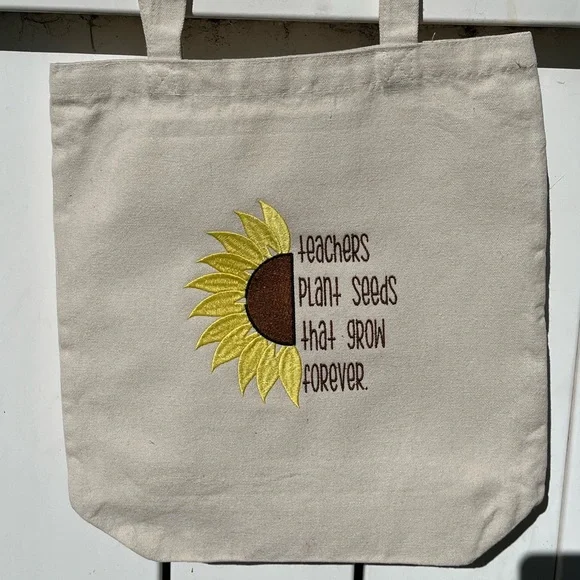 teachers
plant seeds
that grow
forever.